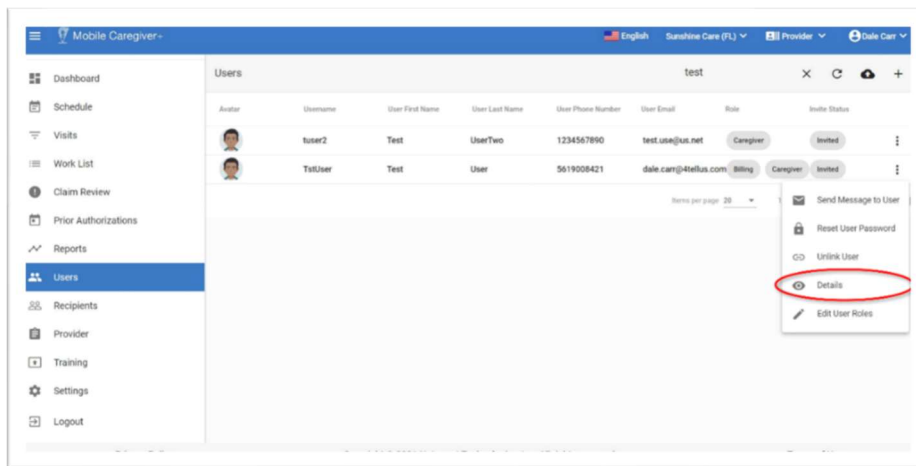 Mobile Caregiver+ English Sunshine Care (FL) Provider Dale Carr
Dashboard
Schedule
Visits
Work List
Claim Review
Prior Authorizations
Reports
Users
Recipients
Provider
Training
Settings
Logout
Users test
Avatar Username User First Name User Last Name User Phone Number User Email Role Invite Status
tuser2 Test UserTwo 1234567890 test.use@us.net Caregiver Invited
TstUser Test User 5619008421 dale.carr@4tellus.com Billing Caregiver Invited
Items per page 20
Send Message to User
Reset User Password
Unlink User
Details
Edit User Roles